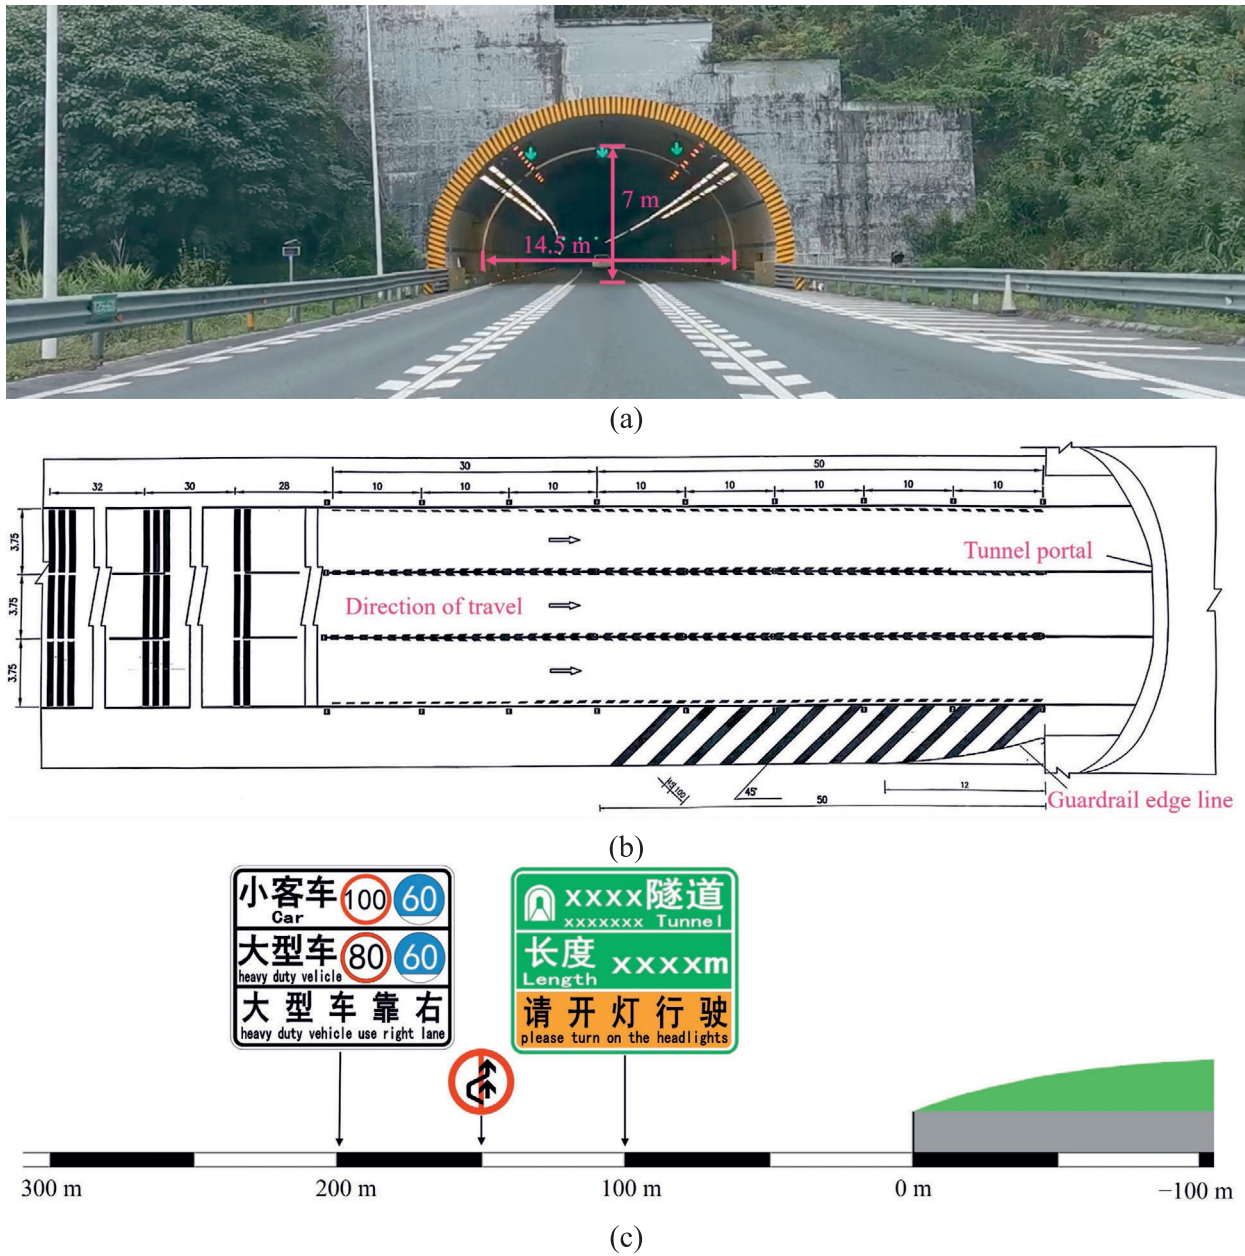 7 m
14.5 m
(a)
30
50
32
30
28
10
10
10
10
10
10
10
10
3.75
3.75
3.75
Tunnel portal
Direction of travel
45
100
45°
12
50
Guardrail edge line
(b)
小客车 100 60
Car
大型车 80 60
heavy duty velicle
大型车靠右
heavy duty vehicle use right lane
xxxx隧道
xxxxxxx Tunnel
长度 xxxxm
Length
请开灯行驶
please turn on the headlights
300 m
200 m
100 m
0 m
−100 m
(c)